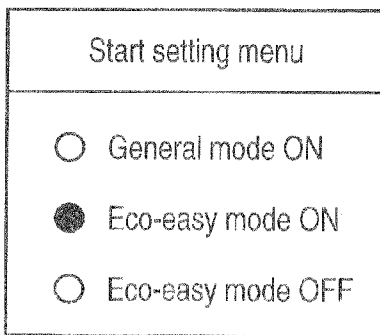 Start setting menu
General mode ON
Eco-easy mode ON
Eco-easy mode OFF